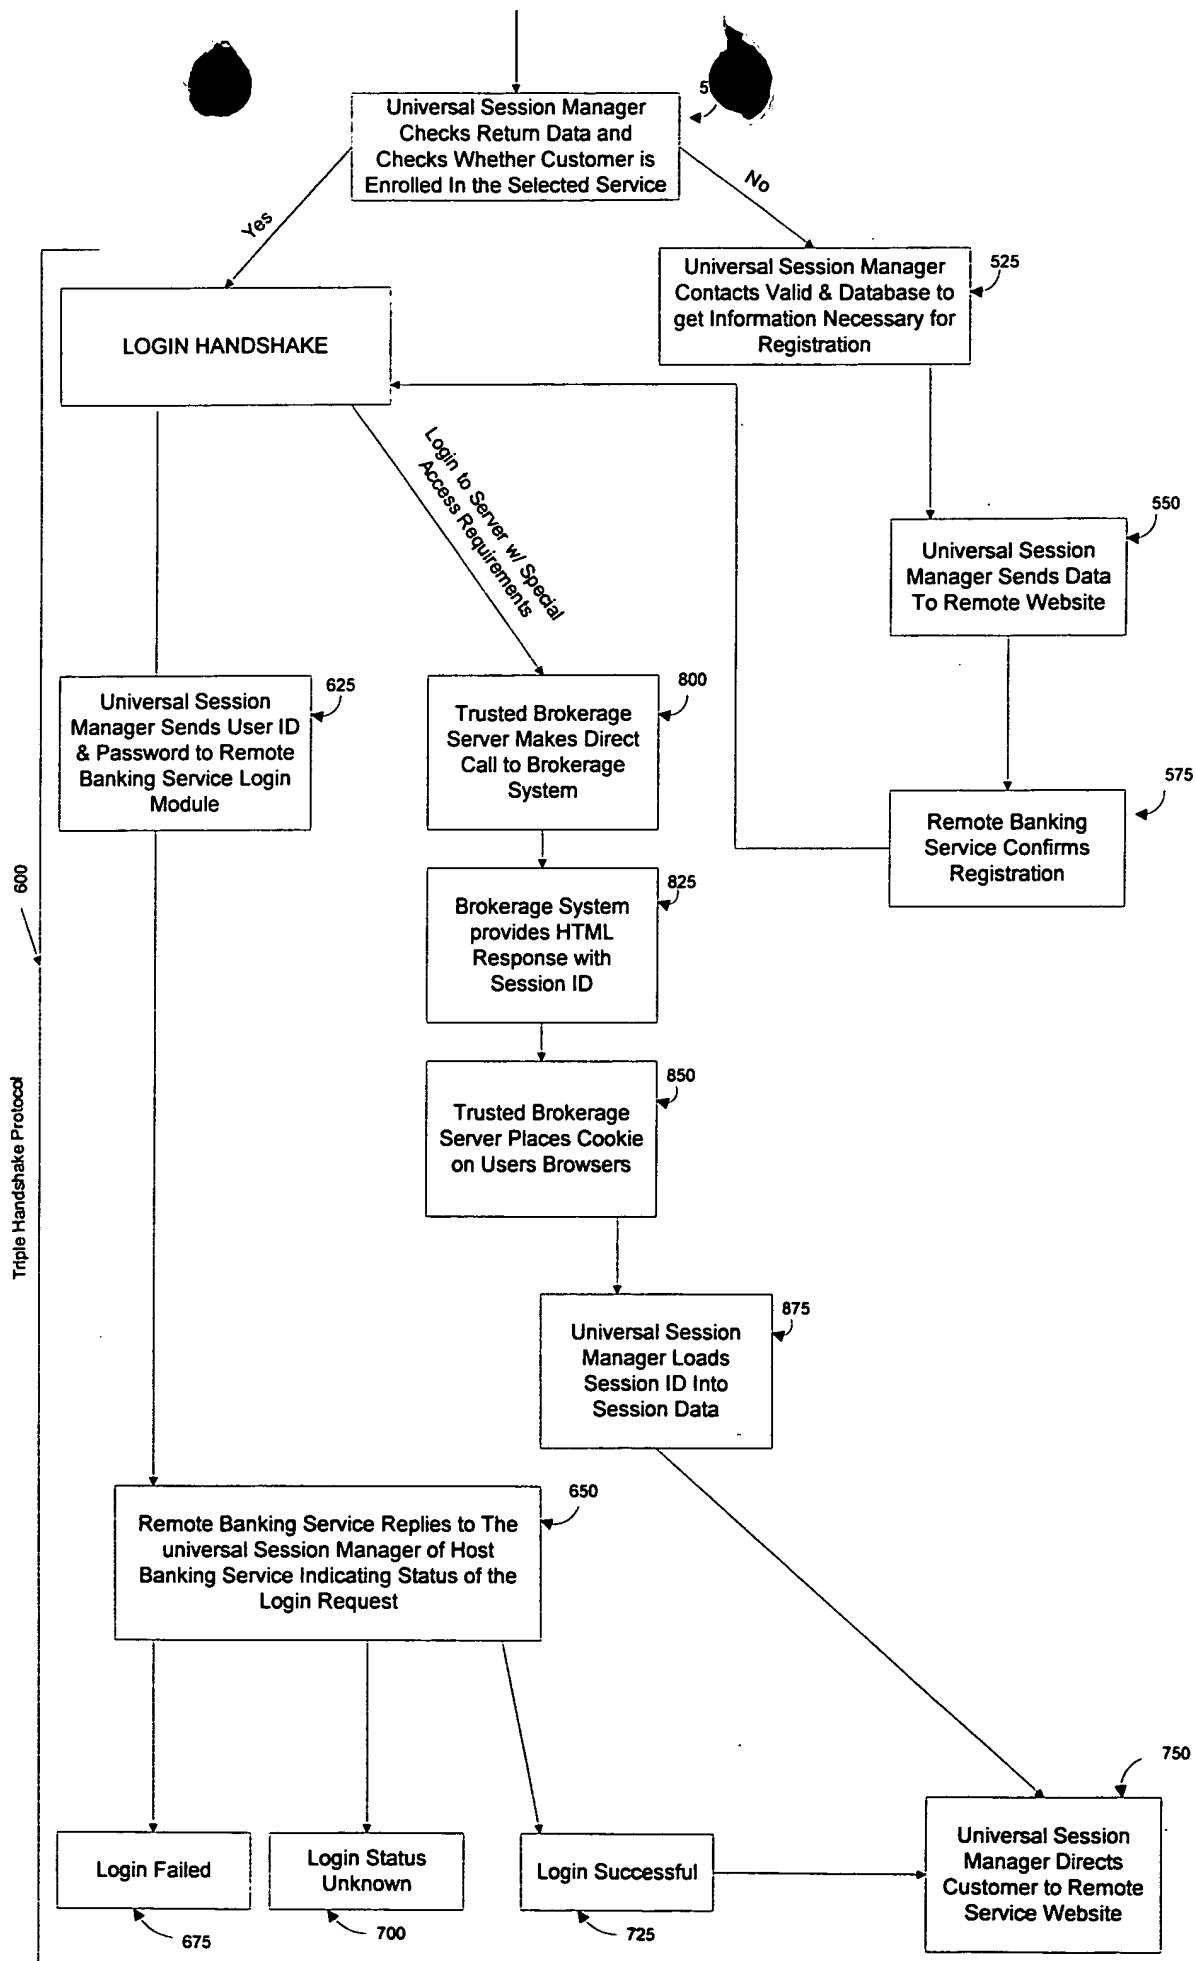 5
Universal Session Manager
Checks Return Data and
Checks Whether Customer is
Enrolled In the Selected Service
Yes
No
Universal Session Manager
Contacts Valid & Database to
get Information Necessary for
Registration
525
LOGIN HANDSHAKE
Login to Server w/ Special
Access Requirements
550
Universal Session
Manager Sends Data
To Remote Website
Universal Session
Manager Sends User ID
& Password to Remote
Banking Service Login
Module
625
800
Trusted Brokerage
Server Makes Direct
Call to Brokerage
System
575
Remote Banking
Service Confirms
Registration
600
825
Brokerage System
provides HTML
Response with
Session ID
850
Trusted Brokerage
Server Places Cookie
on Users Browsers
Triple Handshake Protocol
875
Universal Session
Manager Loads
Session ID Into
Session Data
650
Remote Banking Service Replies to The
universal Session Manager of Host
Banking Service Indicating Status of the
Login Request
750
Universal Session
Manager Directs
Customer to Remote
Service Website
Login Failed
Login Status
Unknown
Login Successful
675
700
725